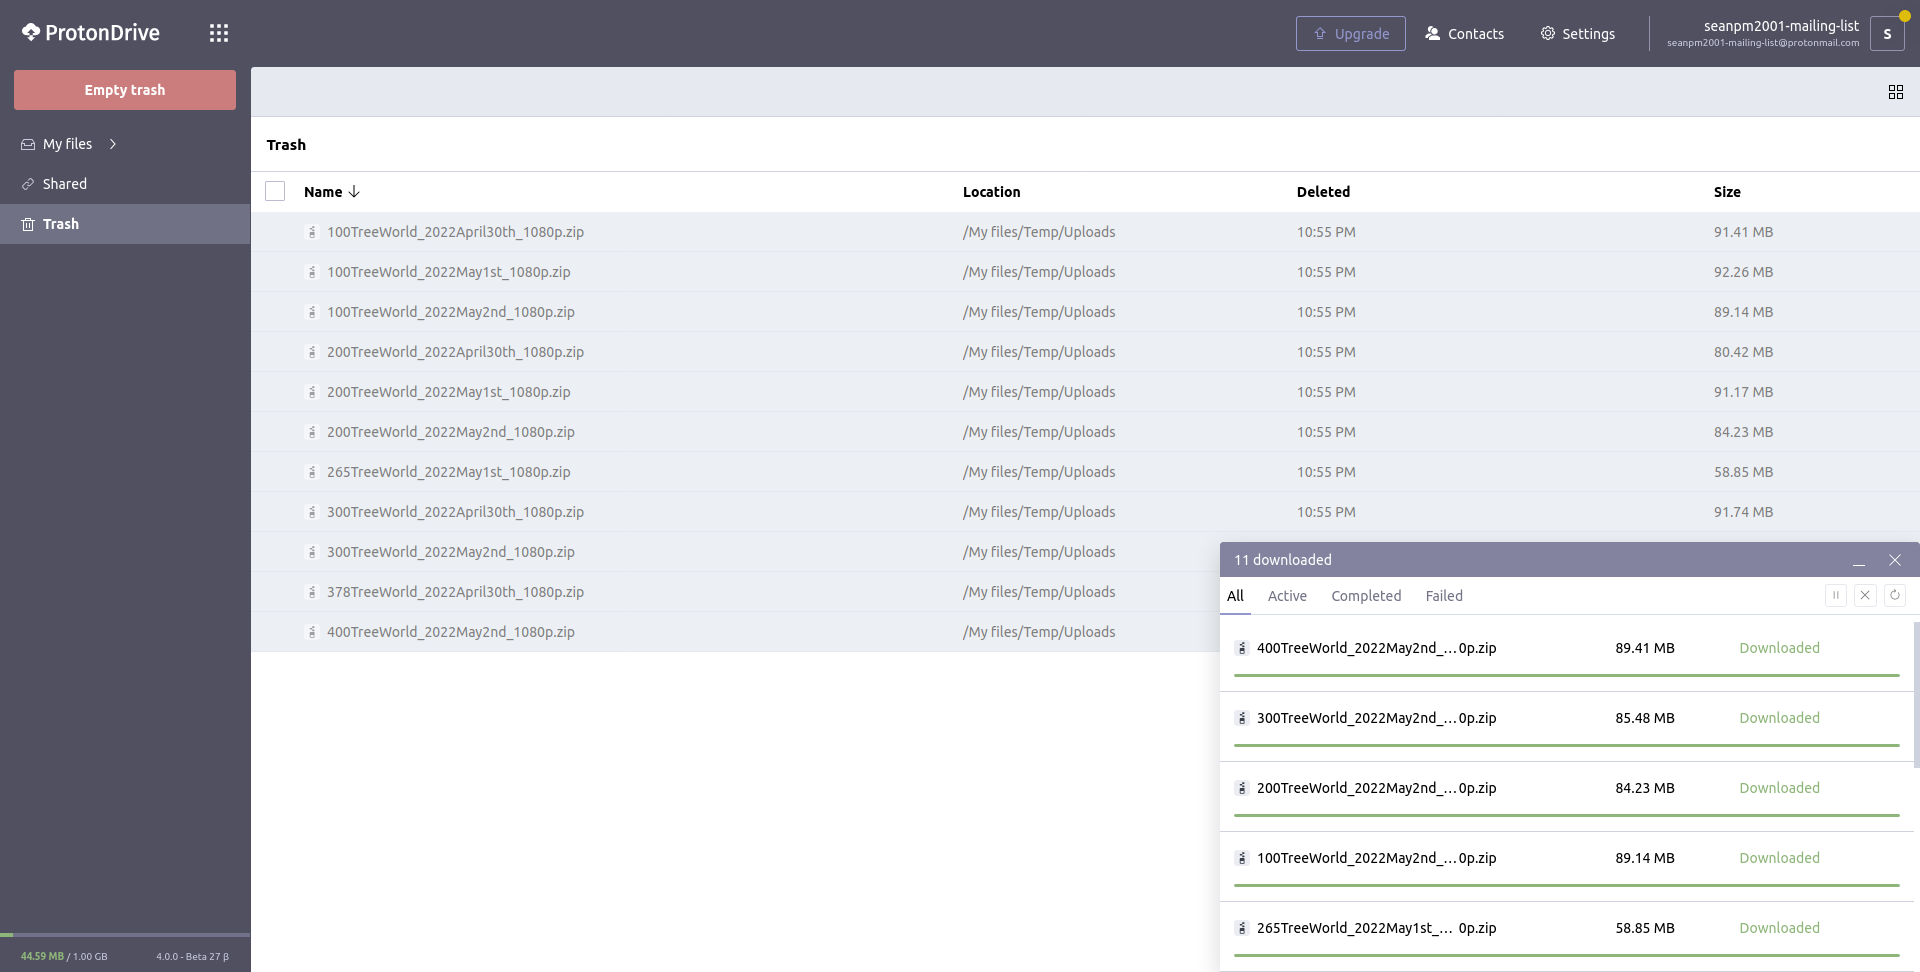 ProtonDrive
Upgrade
Contacts
Settings
seanpm2001-mailing-list
seanpm2001-mailing-list@protonmail.com
S
Empty trash
My files
Shared
Trash
Trash
Name Location Deleted Size
100TreeWorld_2022April30th_1080p.zip /My files/Temp/Uploads 10:55 PM 91.41 MB
100TreeWorld_2022May1st_1080p.zip /My files/Temp/Uploads 10:55 PM 92.26 MB
100TreeWorld_2022May2nd_1080p.zip /My files/Temp/Uploads 10:55 PM 89.14 MB
200TreeWorld_2022April30th_1080p.zip /My files/Temp/Uploads 10:55 PM 80.42 MB
200TreeWorld_2022May1st_1080p.zip /My files/Temp/Uploads 10:55 PM 91.17 MB
200TreeWorld_2022May2nd_1080p.zip /My files/Temp/Uploads 10:55 PM 84.23 MB
265TreeWorld_2022May1st_1080p.zip /My files/Temp/Uploads 10:55 PM 58.85 MB
300TreeWorld_2022April30th_1080p.zip /My files/Temp/Uploads 10:55 PM 91.74 MB
300TreeWorld_2022May2nd_1080p.zip /My files/Temp/Uploads
378TreeWorld_2022April30th_1080p.zip /My files/Temp/Uploads
400TreeWorld_2022May2nd_1080p.zip /My files/Temp/Uploads
11 downloaded
All Active Completed Failed
400TreeWorld_2022May2nd_...0p.zip 89.41 MB Downloaded
300TreeWorld_2022May2nd_...0p.zip 85.48 MB Downloaded
200TreeWorld_2022May2nd_...0p.zip 84.23 MB Downloaded
100TreeWorld_2022May2nd_...0p.zip 89.14 MB Downloaded
265TreeWorld_2022May1st_... 0p.zip 58.85 MB Downloaded
44.59 MB / 1.00 GB 4.0.0 - Beta 27 β